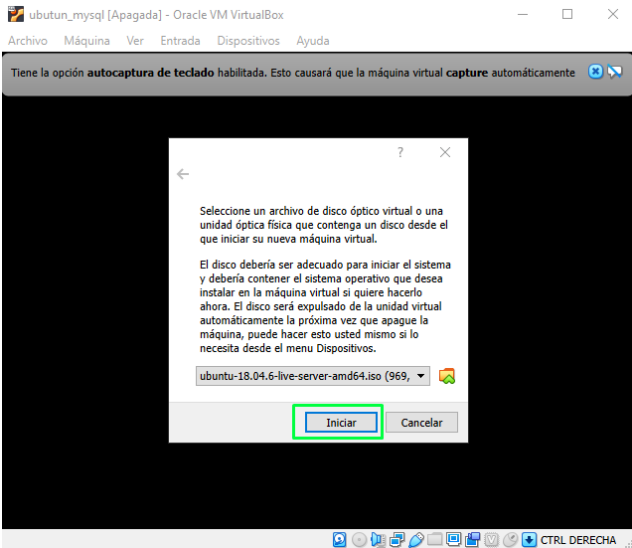 ubutun_mysql [Apagada] - Oracle VM VirtualBox
Archivo Máquina Ver Entrada Dispositivos Ayuda
Tiene la opción autocaptura de teclado habilitada. Esto causará que la máquina virtual capture automáticamente
?
Seleccione un archivo de disco óptico virtual o una
unidad óptica física que contenga un disco desde el
que iniciar su nueva máquina virtual.
El disco debería ser adecuado para iniciar el sistema
y debería contener el sistema operativo que desea
instalar en la máquina virtual si quiere hacerlo
ahora. El disco será expulsado de la unidad virtual
automáticamente la próxima vez que apague la
máquina, puede hacer esto usted mismo si lo
necesita desde el menu Dispositivos.
ubuntu-18.04.6-live-server-amd64.iso (969,
Iniciar Cancelar
CTRL DERECHA